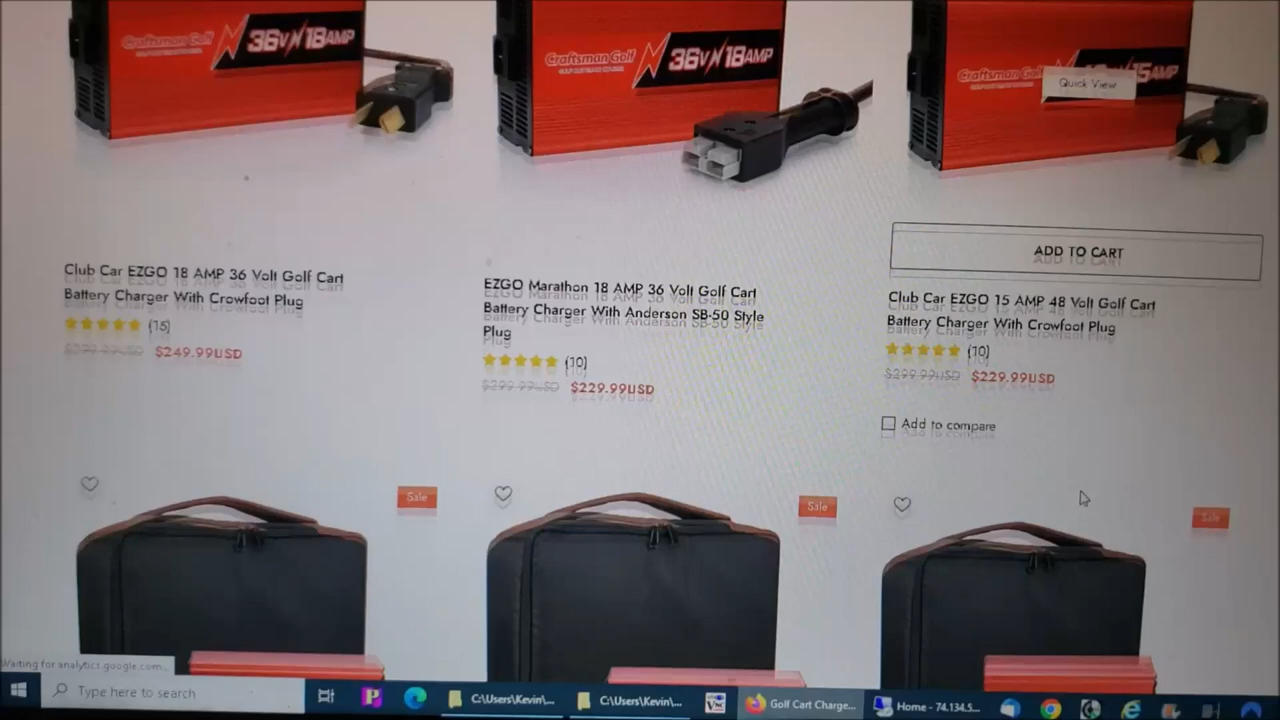 Craftsman Golf
36V 18AMP
Craftsman Golf
36V 18AMP
Craftsman Golf
15AMP
Quick View
ADD TO CART
Club Car EZGO 18 AMP 36 Volt Golf Cart
Battery Charger With Crowfoot Plug
(15)
$299.99USD $249.99USD
EZGO Marathon 18 AMP 36 Volt Golf Cart
Battery Charger With Anderson SB-50 Style
Plug
(10)
$299.99USD $229.99USD
Club Car EZGO 15 AMP 48 Volt Golf Cart
Battery Charger With Crowfoot Plug
(10)
$299.99USD $229.99USD
Add to compare
Sale
Sale
Sale
Waiting for analytics.google.com...
Type here to search
C:\Users\Kevin\...
C:\Users\Kevin\...
Golf Cart Charge...
Home - 74.134.5...